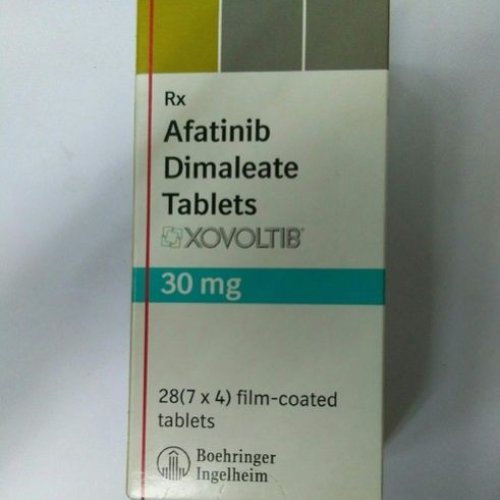 Rx
Afatinib
Dimaleate
Tablets
XOVOLTIB®
30 mg
28(7 x 4) film-coated
tablets
Boehringer
Ingelheim